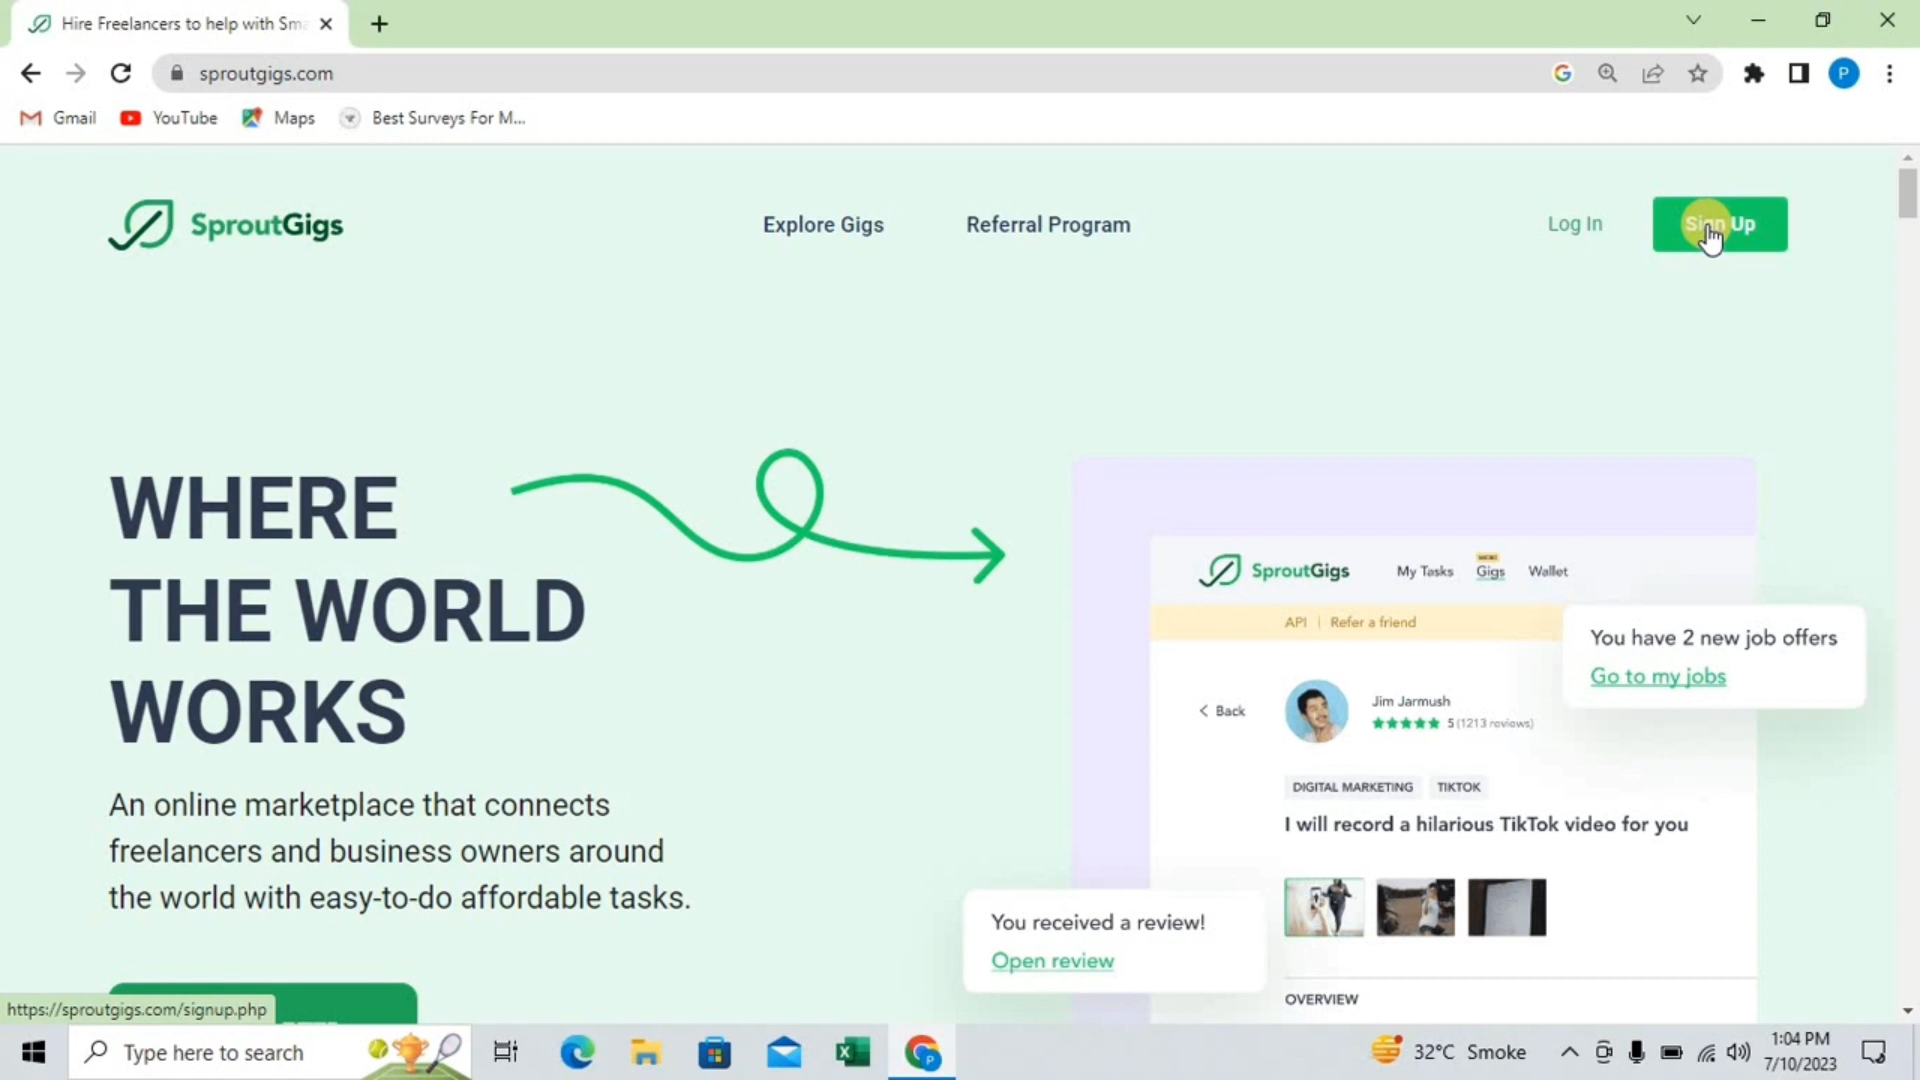 Hire Freelancers to help with Sma
sproutgigs.com
Gmail
YouTube
Maps
Best Surveys For M...
P
SproutGigs
Explore Gigs
Referral Program
Log In
Sign Up
WHERE
THE WORLD
WORKS
An online marketplace that connects
freelancers and business owners around
the world with easy-to-do affordable tasks.
SproutGigs
My Tasks
Gigs
Wallet
API | Refer a friend
You have 2 new job offers
Go to my jobs
< Back
Jim Jarmush
5 (1213 reviews)
DIGITAL MARKETING
TIKTOK
I will record a hilarious TikTok video for you
You received a review!
Open review
OVERVIEW
https://sproutgigs.com/signup.php
Type here to search
32°C Smoke
1:04 PM
7/10/2023